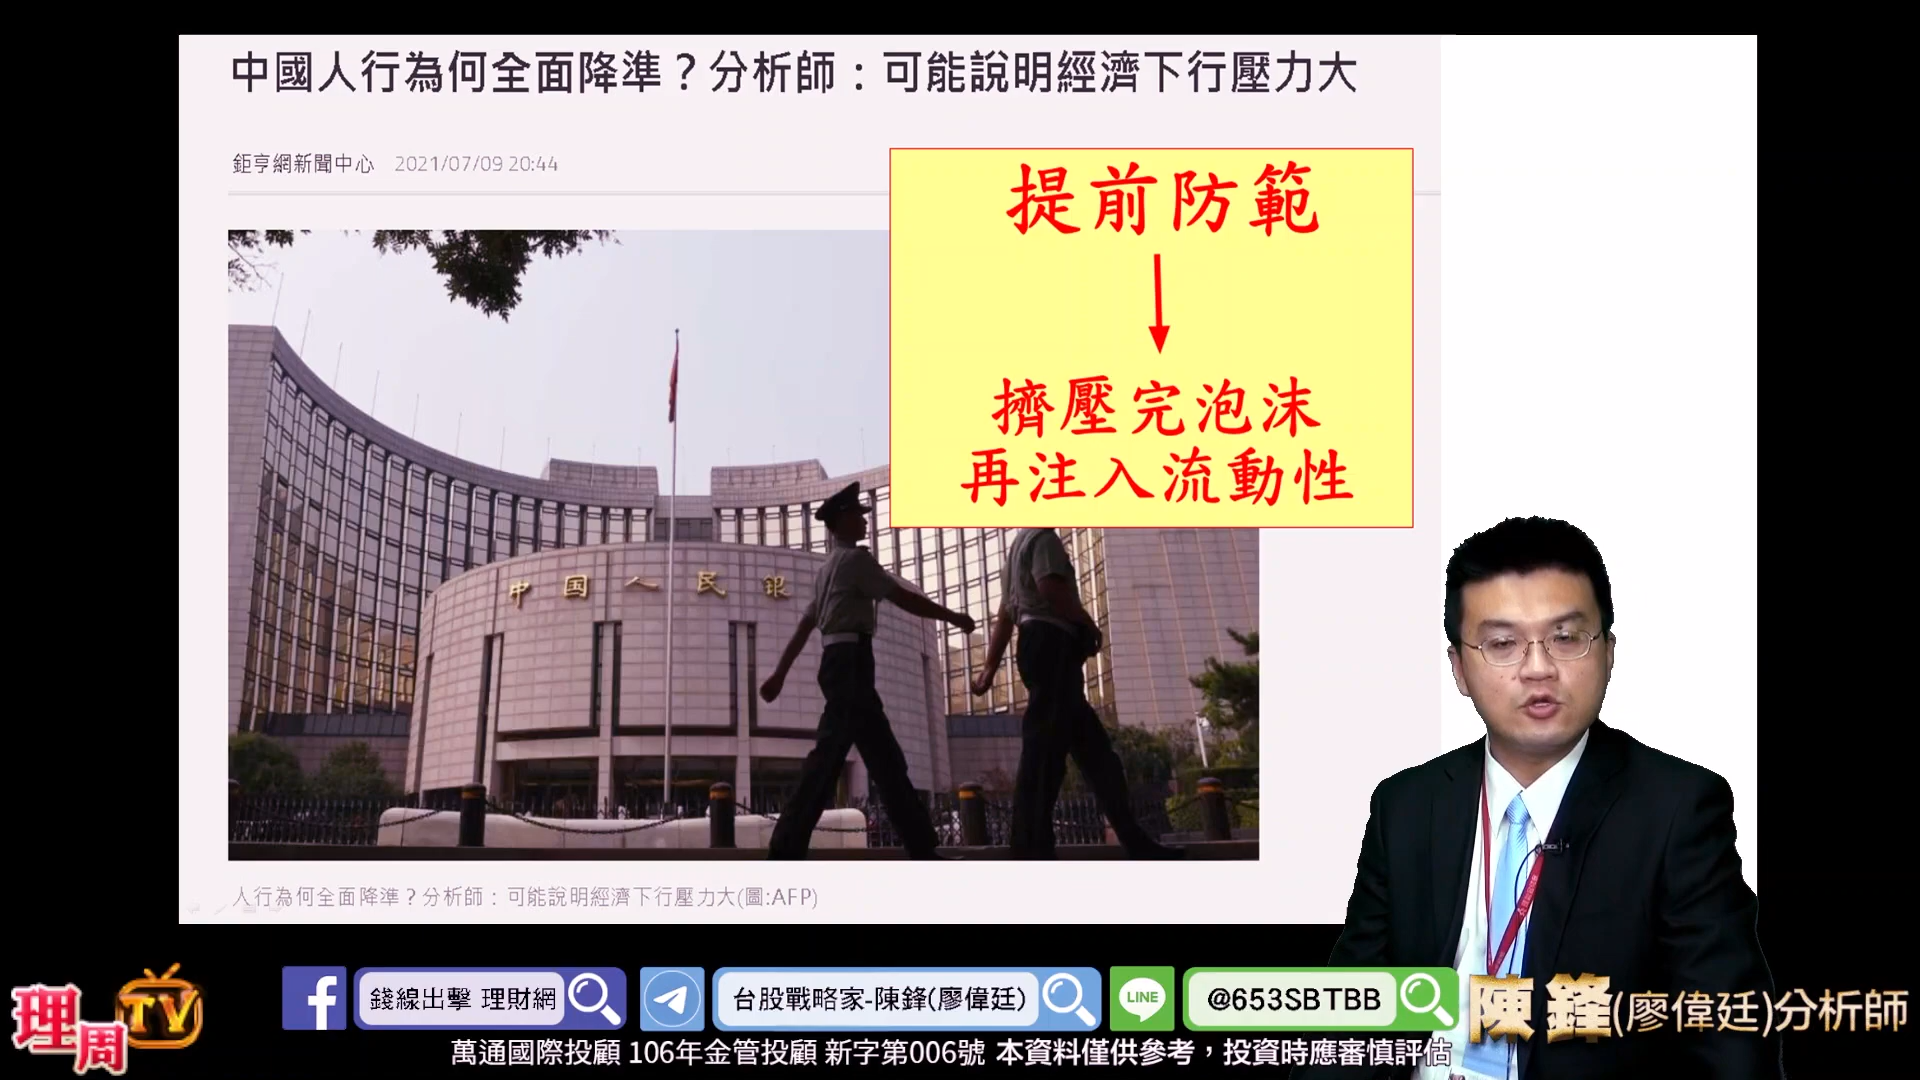 中國人行為何全面降準？分析師：可能說明經濟下行壓力大
鉅亨網新聞中心 2021/07/09 20:44
提前防範
擠壓完泡沫
再注入流動性
中国人民銀
人行為何全面降準？分析師：可能說明經濟下行壓力大(圖:AFP)
理周TV
錢線出擊 理財網
台股戰略家-陳鋒(廖偉廷)
LINE
@653SBTBB
陳鋒(廖偉廷)分析師
萬通國際投顧 106年金管投顧 新字第006號 本資料僅供參考，投資時應審慎評估